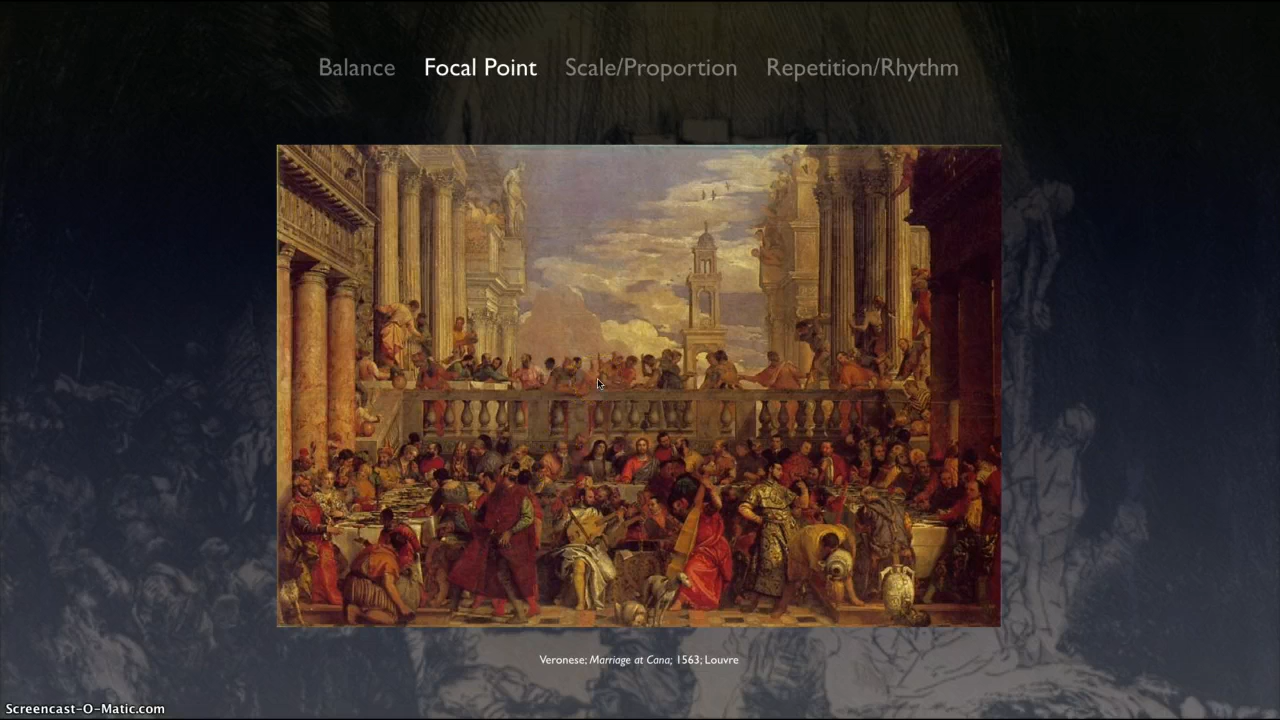 Balance Focal Point Scale/Proportion Repetition/Rhythm
Veronese; Marriage at Cana; 1563; Louvre
Screencast-O-Matic.com